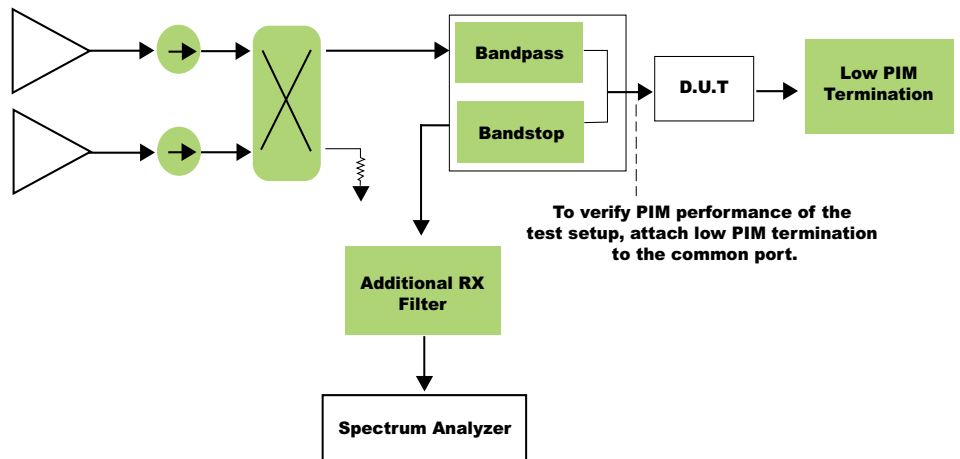 Bandpass
Bandstop
D.U.T
Low PIM
Termination
To verify PIM performance of the
test setup, attach low PIM termination
to the common port.
Additional RX
Filter
Spectrum Analyzer